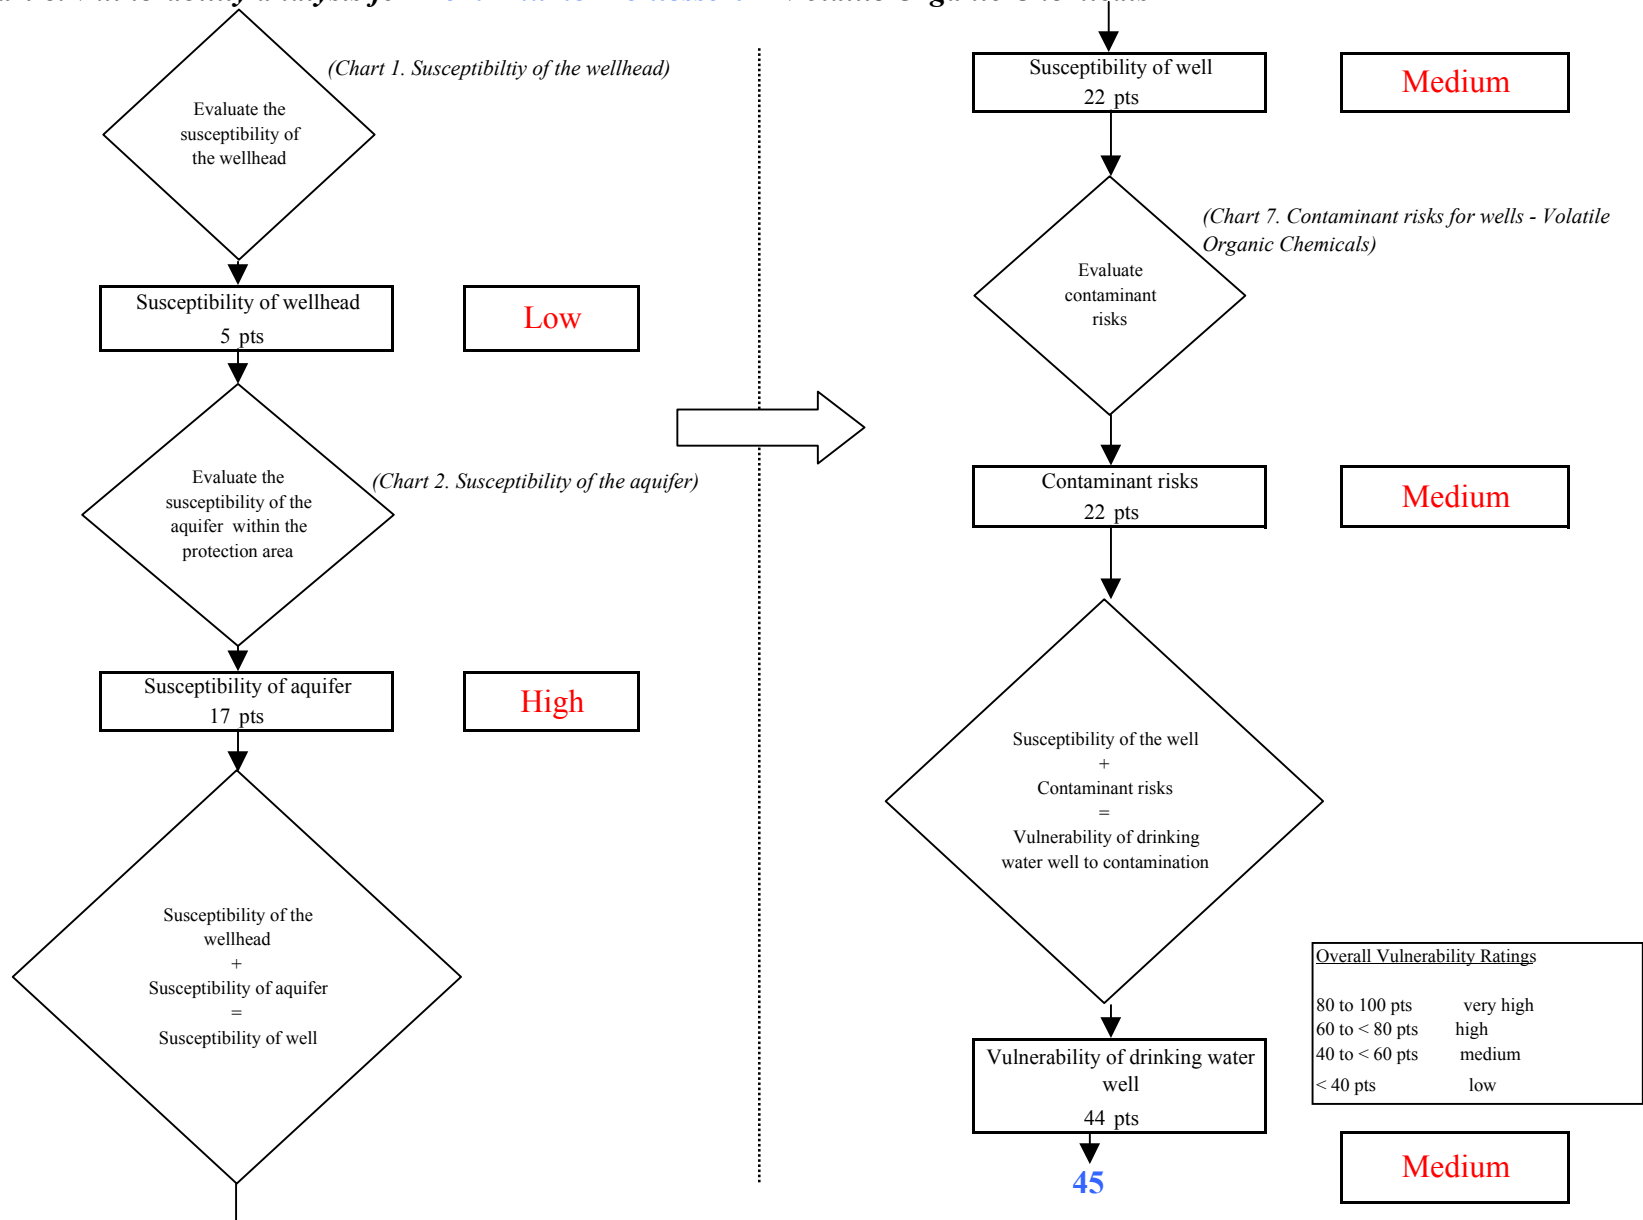 (Chart 1. Susceptibiltiy of the wellhead)
Evaluate the
susceptibility of
the wellhead
Susceptibility of wellhead
5 pts
Low
Evaluate the
susceptibility of the
aquifer within the
protection area
(Chart 2. Susceptibility of the aquifer)
Susceptibility of aquifer
17 pts
High
Susceptibility of the
wellhead
+
Susceptibility of aquifer
=
Susceptibility of well
Susceptibility of well
22 pts
Medium
(Chart 7. Contaminant risks for wells - Volatile
Organic Chemicals)
Evaluate
contaminant
risks
Contaminant risks
22 pts
Medium
Susceptibility of the well
+
Contaminant risks
=
Vulnerability of drinking
water well to contamination
Overall Vulnerability Ratings
80 to 100 pts very high
60 to < 80 pts high
40 to < 60 pts medium
< 40 pts low
Vulnerability of drinking water
well
44 pts
45
Medium